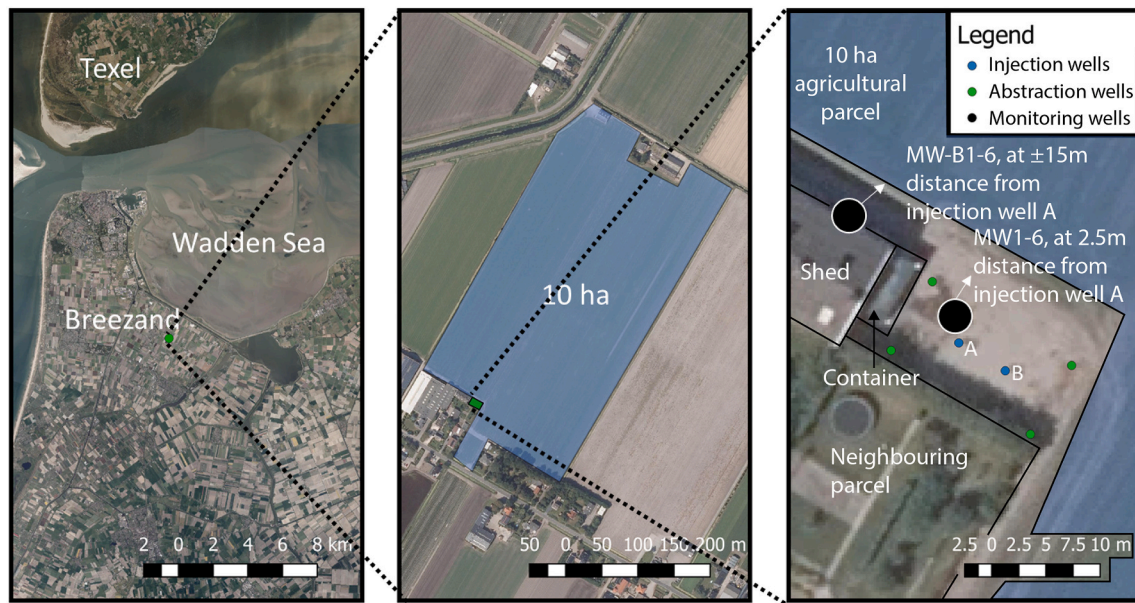 Texel
Wadden Sea
Breezand
2 0 2 4 6 8 km
10 ha
50 0 50 100 150 200 m
10 ha
agricultural
parcel
Legend
Injection wells
Abstraction wells
Monitoring wells
MW-B1-6, at ±15m
distance from
injection well A
MW1-6, at 2.5m
distance from
injection well A
Shed
A
B
Container
Neighbouring
parcel
2.5 0 2.5 5 7.5 10 m